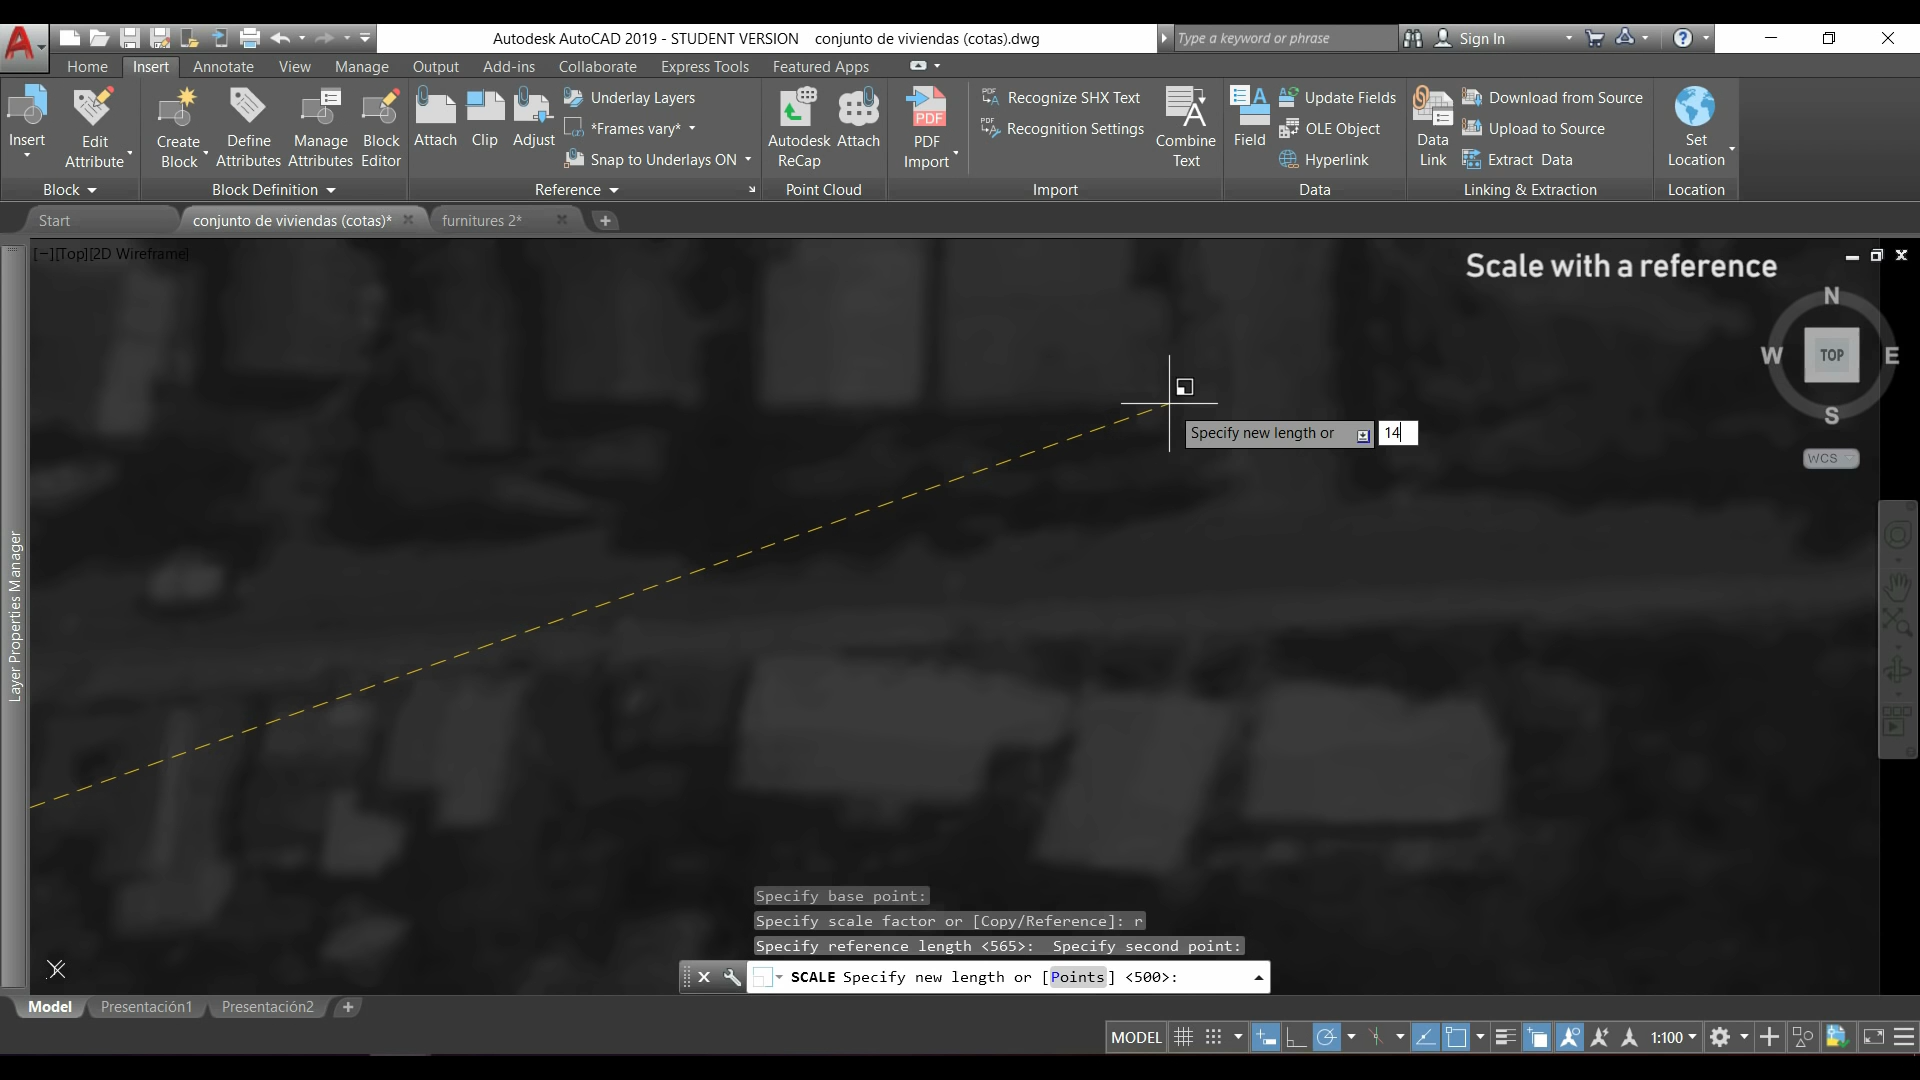 Autodesk AutoCAD 2019 - STUDENT VERSION conjunto de viviendas (cotas).dwg
Type a keyword or phrase
Sign In
Home Insert Annotate View Manage Output Add-ins Collaborate Express Tools Featured Apps
Insert
Edit Attribute
Create Block
Define Attributes
Manage Attributes
Block Editor
Attach
Clip
Adjust
Underlay Layers
*Frames vary*
Snap to Underlays ON
Autodesk ReCap
Attach
PDF
PDF Import
Recognize SHX Text
Recognition Settings
Combine Text
Field
Update Fields
OLE Object
Hyperlink
Data Link
Download from Source
Upload to Source
Extract Data
Set Location
Block
Block Definition
Reference
Point Cloud
Import
Data
Linking & Extraction
Location
Start
conjunto de viviendas (cotas)*
furnitures 2*
[−][Top][2D Wireframe]
Scale with a reference
N
W TOP E
S
WCS
Specify new length or 14
Layer Properties Manager
Specify base point:
Specify scale factor or [Copy/Reference]: r
Specify reference length <565>: Specify second point:
SCALE Specify new length or [Points] <500>:
Model Presentación1 Presentación2
MODEL
1:100